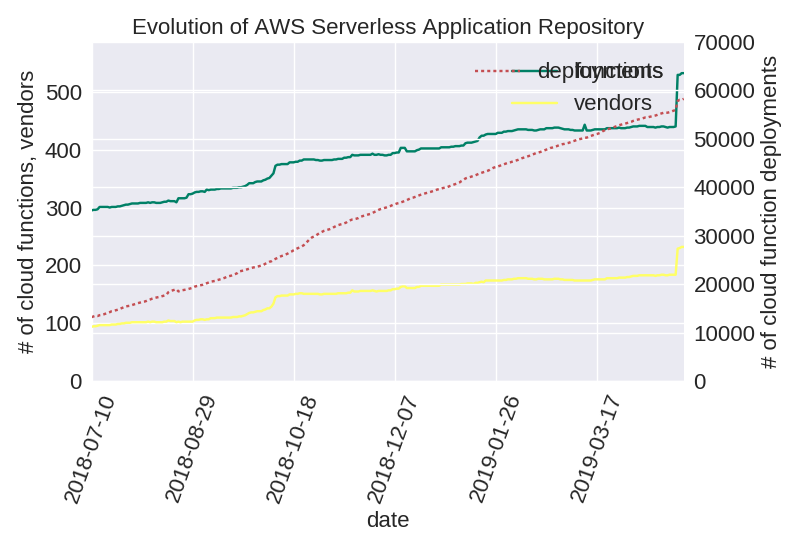 Evolution of AWS Serverless Application Repository
# of cloud functions, vendors
500
400
300
200
100
0
deployments
functions
vendors
70000
60000
50000
40000
30000
20000
10000
0
# of cloud function deployments
2018-07-10
2018-08-29
2018-10-18
2018-12-07
2019-01-26
2019-03-17
date